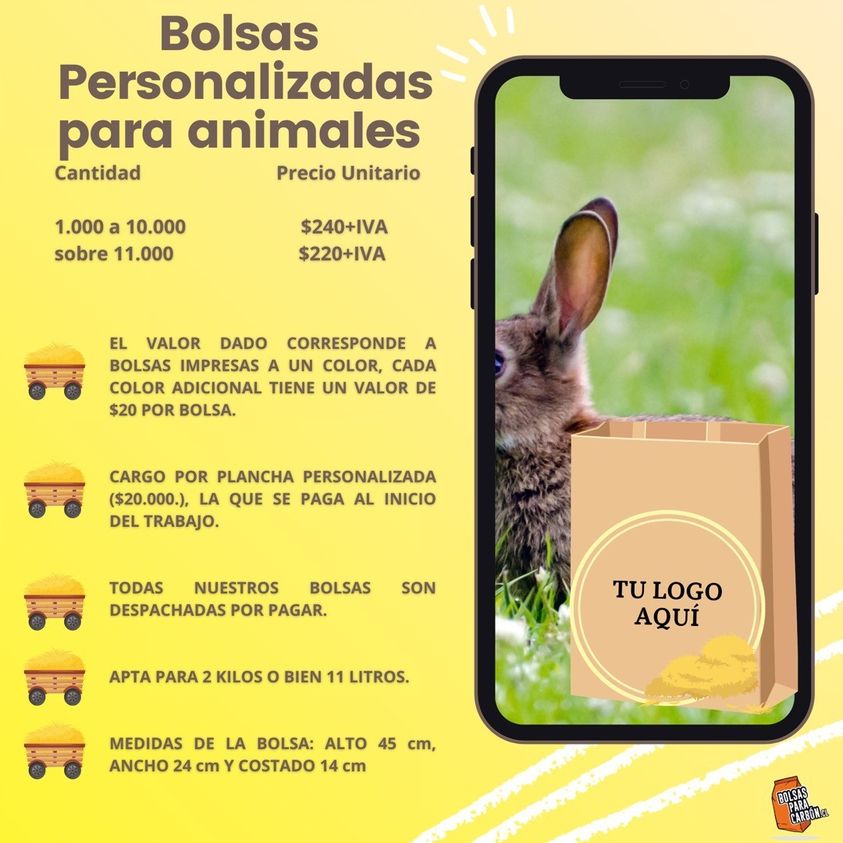 Bolsas
Personalizadas
para animales
Cantidad Precio Unitario
1.000 a 10.000 $240+IVA
sobre 11.000 $220+IVA
EL VALOR DADO CORRESPONDE A
BOLSAS IMPRESAS A UN COLOR, CADA
COLOR ADICIONAL TIENE UN VALOR DE
$20 POR BOLSA.
CARGO POR PLANCHA PERSONALIZADA
($20.000.), LA QUE SE PAGA AL INICIO
DEL TRABAJO.
TODAS NUESTROS BOLSAS SON
DESPACHADAS POR PAGAR.
APTA PARA 2 KILOS O BIEN 11 LITROS.
MEDIDAS DE LA BOLSA: ALTO 45 cm,
ANCHO 24 cm Y COSTADO 14 cm
TU LOGO
AQUÍ
BOLSAS
PARA
CARBÓN.CL